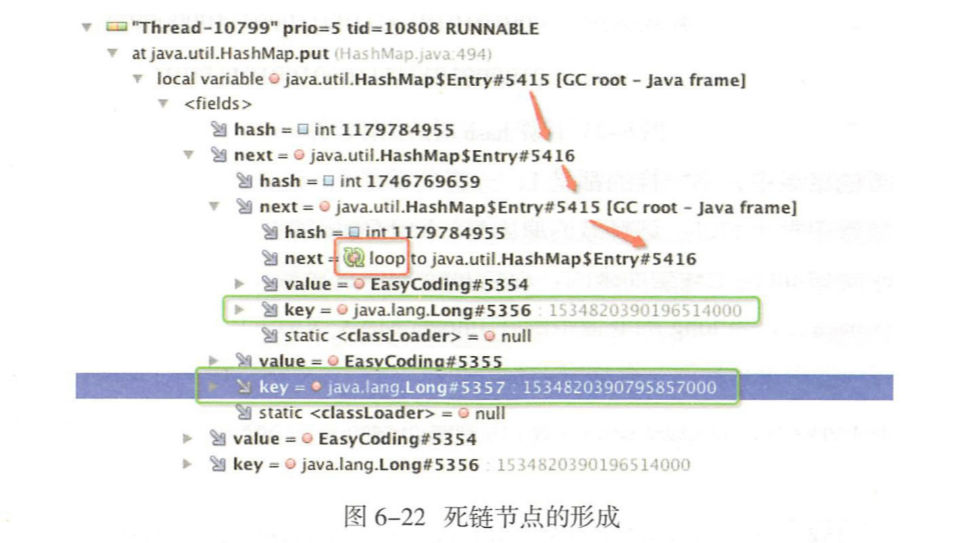 "Thread-10799" prio=5 tid=10808 RUNNABLE
at java.util.HashMap.put (HashMap.java:494)
local variable java.util.HashMap$Entry#5415 [GC root - Java frame]
<fields>
hash = int 1179784955
next = java.util.HashMap$Entry#5416
hash = int 1746769659
next = java.util.HashMap$Entry#5415 [GC root - Java frame]
hash = int 1179784955
next = loop to java.util.HashMap$Entry#5416
value = EasyCoding#5354
key = java.lang.Long#5356 : 1534820390196514000
static <classLoader> = null
value = EasyCoding#5355
key = java.lang.Long#5357 : 1534820390795857000
static <classLoader> = null
value = EasyCoding#5354
key = java.lang.Long#5356 : 1534820390196514000
图 6-22 死链节点的形成